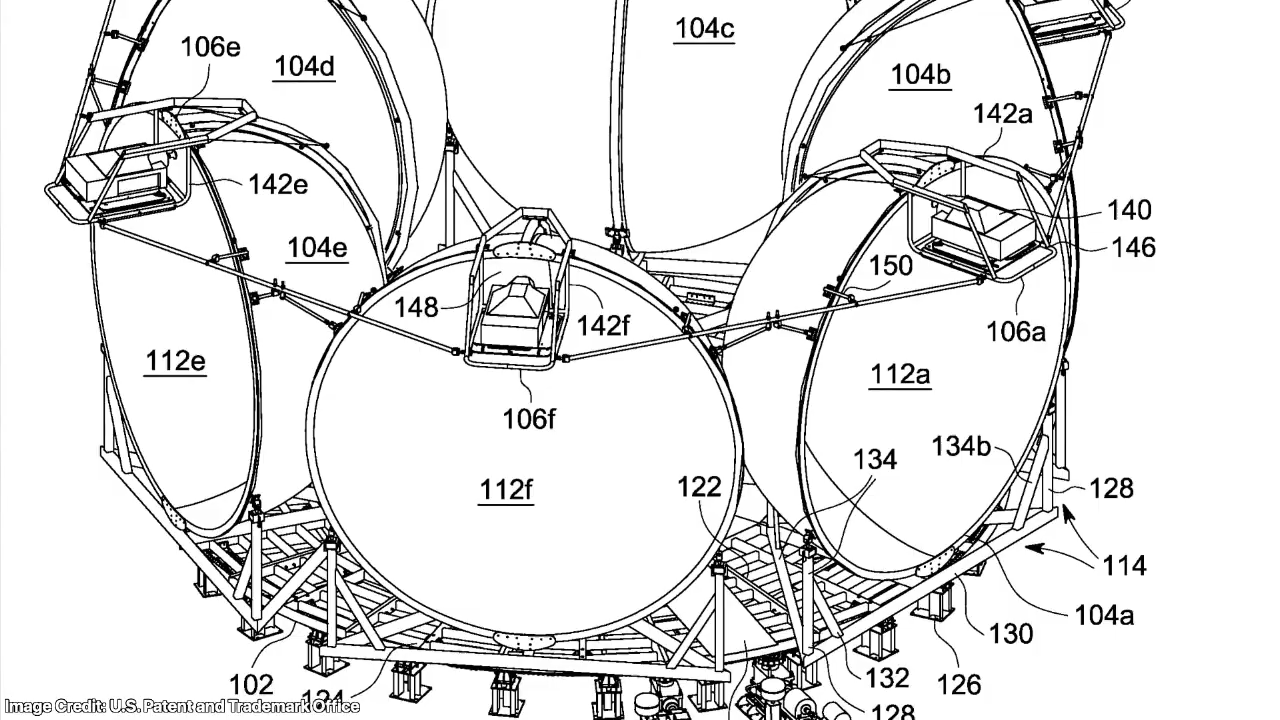 104c
106e
104d
104b
142a
142e
140
104e
146
150
148
142f
106a
112e
112a
106f
134b
134
122
112f
128
114
104a
130
102
132
126
124
128
Image Credit: U.S. Patent and Trademark Office